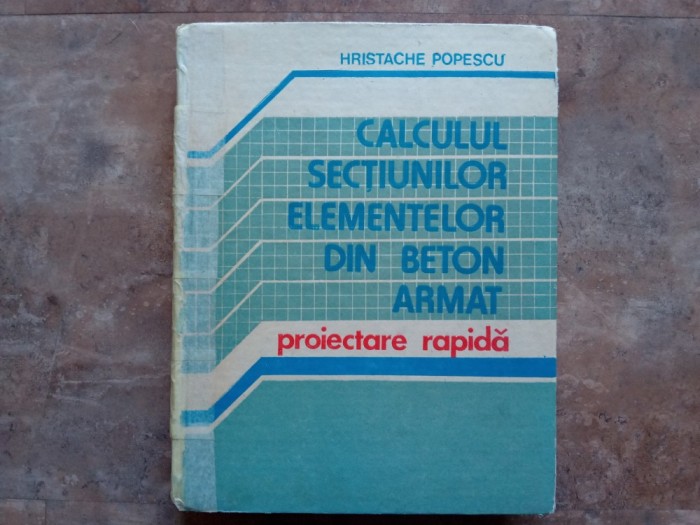 HRISTACHE POPESCU
CALCULUL
SECȚIUNILOR
ELEMENTELOR
DIN BETON
ARMAT
proiectare rapidă